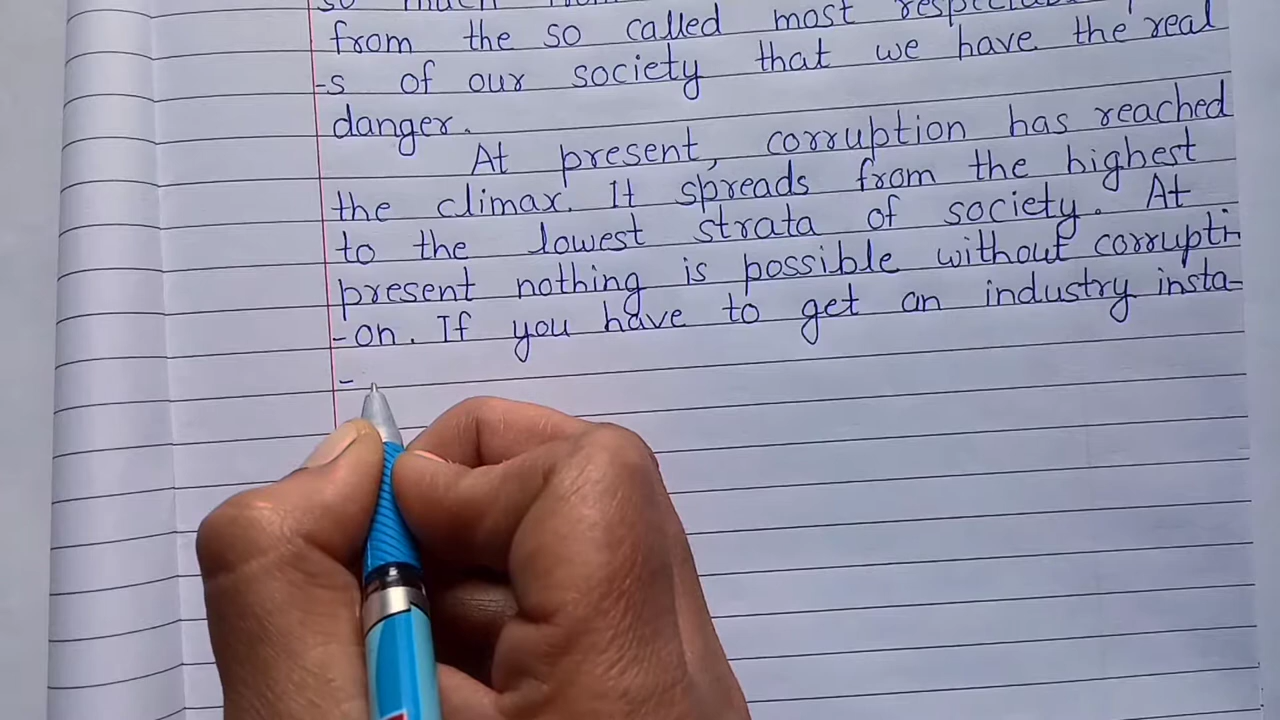 so much
from the so called most
-s of our society that we have the real
danger.
At present, corruption has reached
the climax. It spreads from the highest
to the lowest strata of society. At
present nothing is possible without corrupti
-on. If you have to get an industry insta-
-